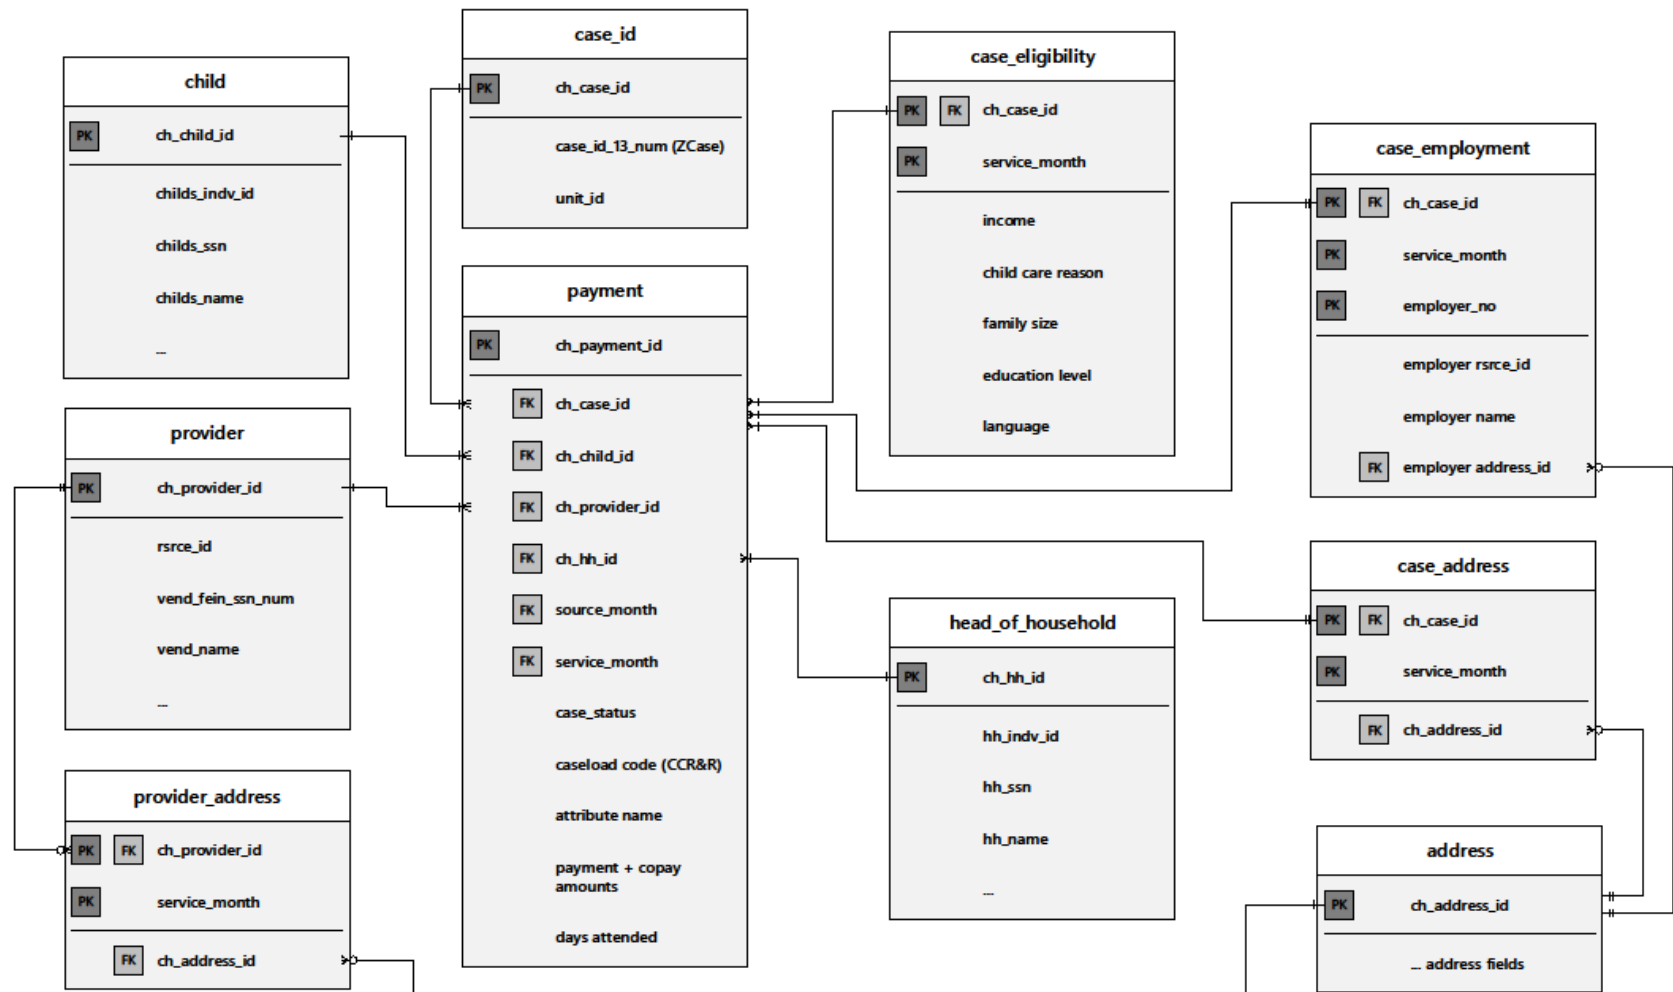 child
PK ch_child_id
childs_indv_id
childs_ssn
childs_name
...
provider
PK ch_provider_id
rsrce_id
vend_fein_ssn_num
vend_name
...
provider_address
PK FK ch_provider_id
PK service_month
FK ch_address_id
case_id
PK ch_case_id
case_id_13_num (ZCase)
unit_id
payment
PK ch_payment_id
FK ch_case_id
FK ch_child_id
FK ch_provider_id
FK ch_hh_id
FK source_month
FK service_month
case_status
caseload code (CCR&R)
attribute name
payment + copay
amounts
days attended
case_eligibility
PK FK ch_case_id
PK service_month
income
child care reason
family size
education level
language
head_of_household
PK ch_hh_id
hh_indv_id
hh_ssn
hh_name
...
case_employment
PK FK ch_case_id
PK service_month
PK employer_no
employer rsrce_id
employer name
FK employer address_id
case_address
PK FK ch_case_id
PK service_month
FK ch_address_id
address
PK ch_address_id
... address fields